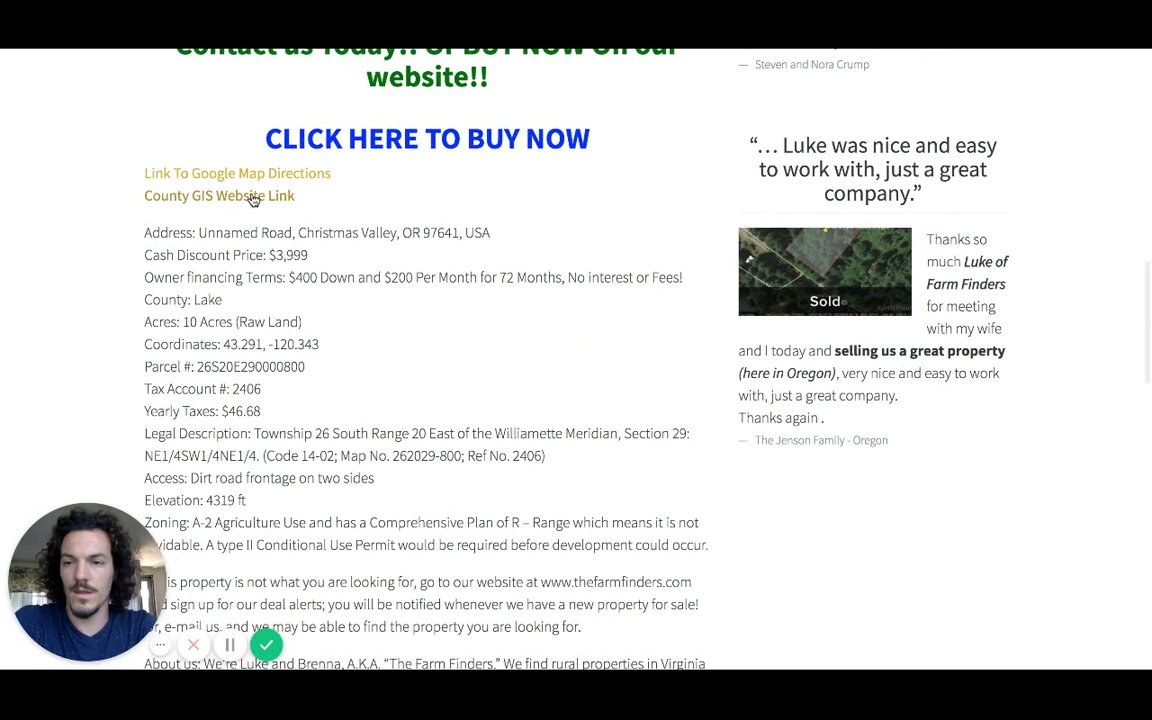 Contact us Today!! Or BUY NOW On our
website!!
CLICK HERE TO BUY NOW
Link To Google Map Directions
County GIS Website Link
Address: Unnamed Road, Christmas Valley, OR 97641, USA
Cash Discount Price: $3,999
Owner financing Terms: $400 Down and $200 Per Month for 72 Months, No interest or Fees!
County: Lake
Acres: 10 Acres (Raw Land)
Coordinates: 43.291, -120.343
Parcel #: 26S20E290000800
Tax Account #: 2406
Yearly Taxes: $46.68
Legal Description: Township 26 South Range 20 East of the Williamette Meridian, Section 29:
NE1/4SW1/4NE1/4. (Code 14-02; Map No. 262029-800; Ref No. 2406)
Access: Dirt road frontage on two sides
Elevation: 4319 ft
Zoning: A-2 Agriculture Use and has a Comprehensive Plan of R – Range which means it is not
vidable. A type II Conditional Use Permit would be required before development could occur.
is property is not what you are looking for, go to our website at www.thefarmfinders.com
sign up for our deal alerts; you will be notified whenever we have a new property for sale!
r, e-mail us, and we may be able to find the property you are looking for.
About us: We're Luke and Brenna, A.K.A. “The Farm Finders.” We find rural properties in Virginia
— Steven and Nora Crump
“… Luke was nice and easy
to work with, just a great
company.”
Sold
Thanks so
much Luke of
Farm Finders
for meeting
with my wife
and I today and selling us a great property
(here in Oregon), very nice and easy to work
with, just a great company.
Thanks again .
— The Jenson Family - Oregon